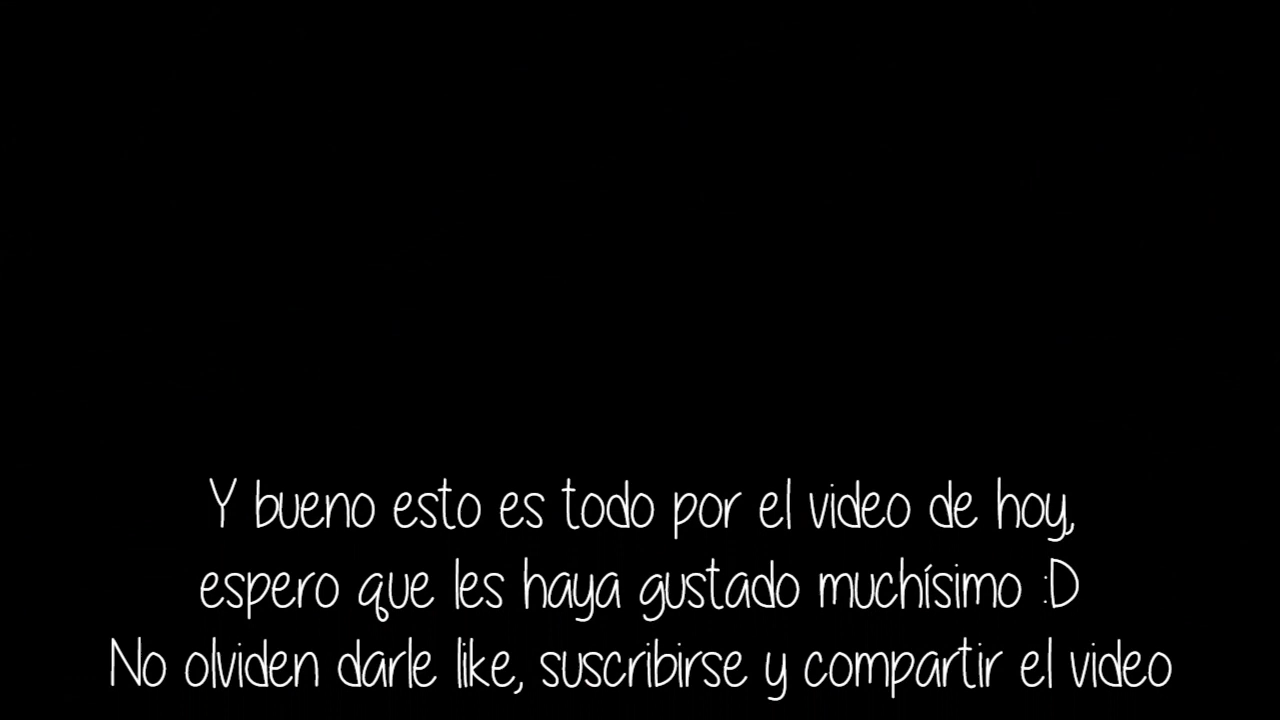 Y bueno esto es todo por el video de hoy,
espero que les haya gustado muchísimo :D
No olviden darle like, suscribirse y compartir el video